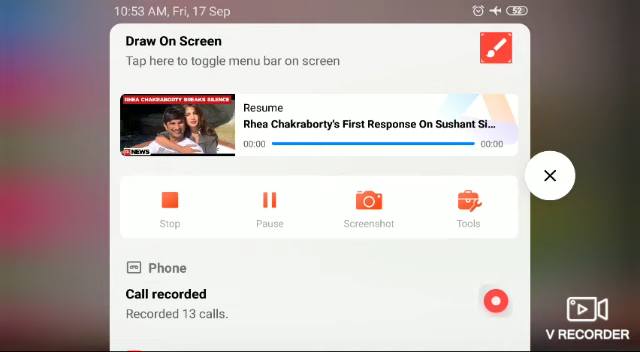 10:53 AM, Fri, 17 Sep
52
Draw On Screen
Tap here to toggle menu bar on screen
RHEA CHAKRABORTY BREAKS SILENCE
NEWS
Resume
Rhea Chakraborty's First Response On Sushant Si...
00:00 00:00
Stop Pause Screenshot Tools
Phone
Call recorded
Recorded 13 calls.
V RECORDER